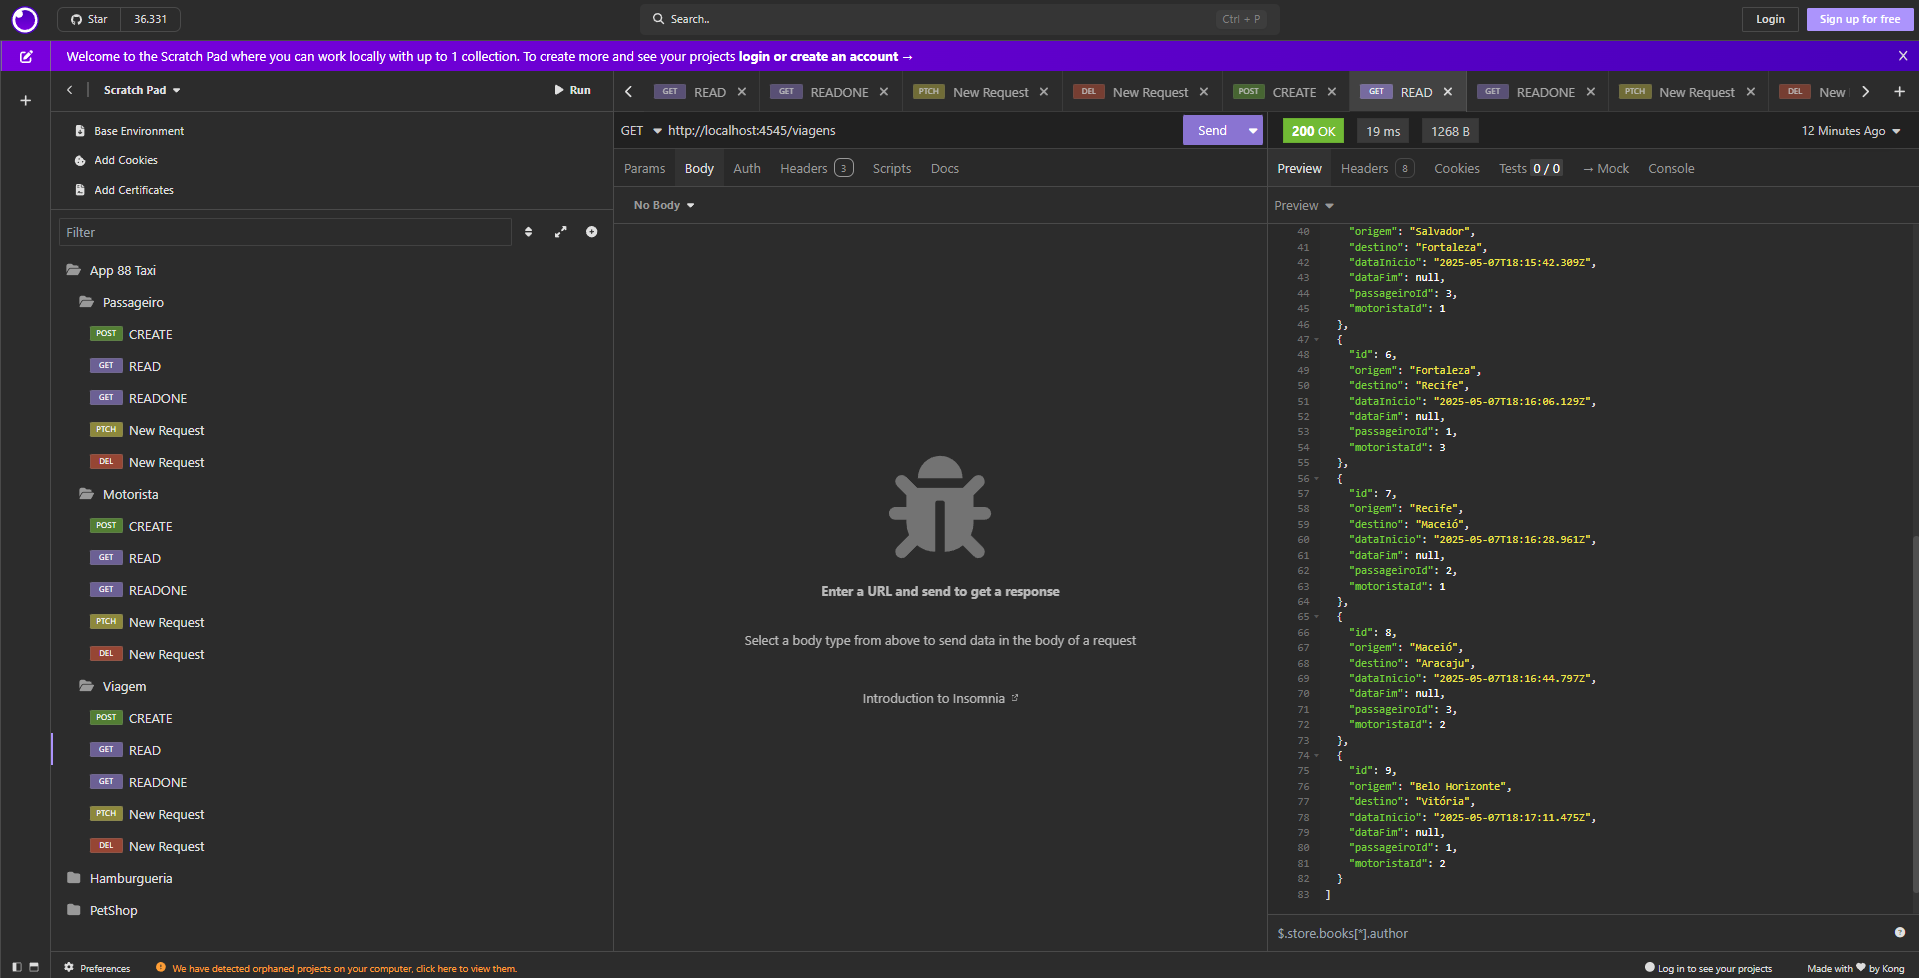 Star 36.331 Search.. Ctrl + P Login Sign up for free
Welcome to the Scratch Pad where you can work locally with up to 1 collection. To create more and see your projects login or create an account →
Scratch Pad Run
Base Environment
Add Cookies
Add Certificates
Filter
App 88 Taxi
Passageiro
POST CREATE
GET READ
GET READONE
PTCH New Request
DEL New Request
Motorista
POST CREATE
GET READ
GET READONE
PTCH New Request
DEL New Request
Viagem
POST CREATE
GET READ
GET READONE
PTCH New Request
DEL New Request
Hamburgueria
PetShop
GET READ GET READONE PTCH New Request DEL New Request POST CREATE GET READ GET READONE PTCH New Request DEL New
GET http://localhost:4545/viagens Send
Params Body Auth Headers 3 Scripts Docs
No Body
Enter a URL and send to get a response
Select a body type from above to send data in the body of a request
Introduction to Insomnia
200 OK 19 ms 1268 B 12 Minutes Ago
Preview Headers 8 Cookies Tests 0 / 0 → Mock Console
Preview
40 "origem": "Salvador",
41 "destino": "Fortaleza",
42 "dataInicio": "2025-05-07T18:15:42.309Z",
43 "dataFim": null,
44 "passageiroId": 3,
45 "motoristaId": 1
46 },
47 {
48 "id": 6,
49 "origem": "Fortaleza",
50 "destino": "Recife",
51 "dataInicio": "2025-05-07T18:16:06.129Z",
52 "dataFim": null,
53 "passageiroId": 1,
54 "motoristaId": 3
55 },
56 {
57 "id": 7,
58 "origem": "Recife",
59 "destino": "Maceió",
60 "dataInicio": "2025-05-07T18:16:28.961Z",
61 "dataFim": null,
62 "passageiroId": 2,
63 "motoristaId": 1
64 },
65 {
66 "id": 8,
67 "origem": "Maceió",
68 "destino": "Aracaju",
69 "dataInicio": "2025-05-07T18:16:44.797Z",
70 "dataFim": null,
71 "passageiroId": 3,
72 "motoristaId": 2
73 },
74 {
75 "id": 9,
76 "origem": "Belo Horizonte",
77 "destino": "Vitória",
78 "dataInicio": "2025-05-07T18:17:11.475Z",
79 "dataFim": null,
80 "passageiroId": 1,
81 "motoristaId": 2
82 }
83 ]
$.store.books[*].author
Preferences We have detected orphaned projects on your computer, click here to view them. Log in to see your projects Made with ♥ by Kong